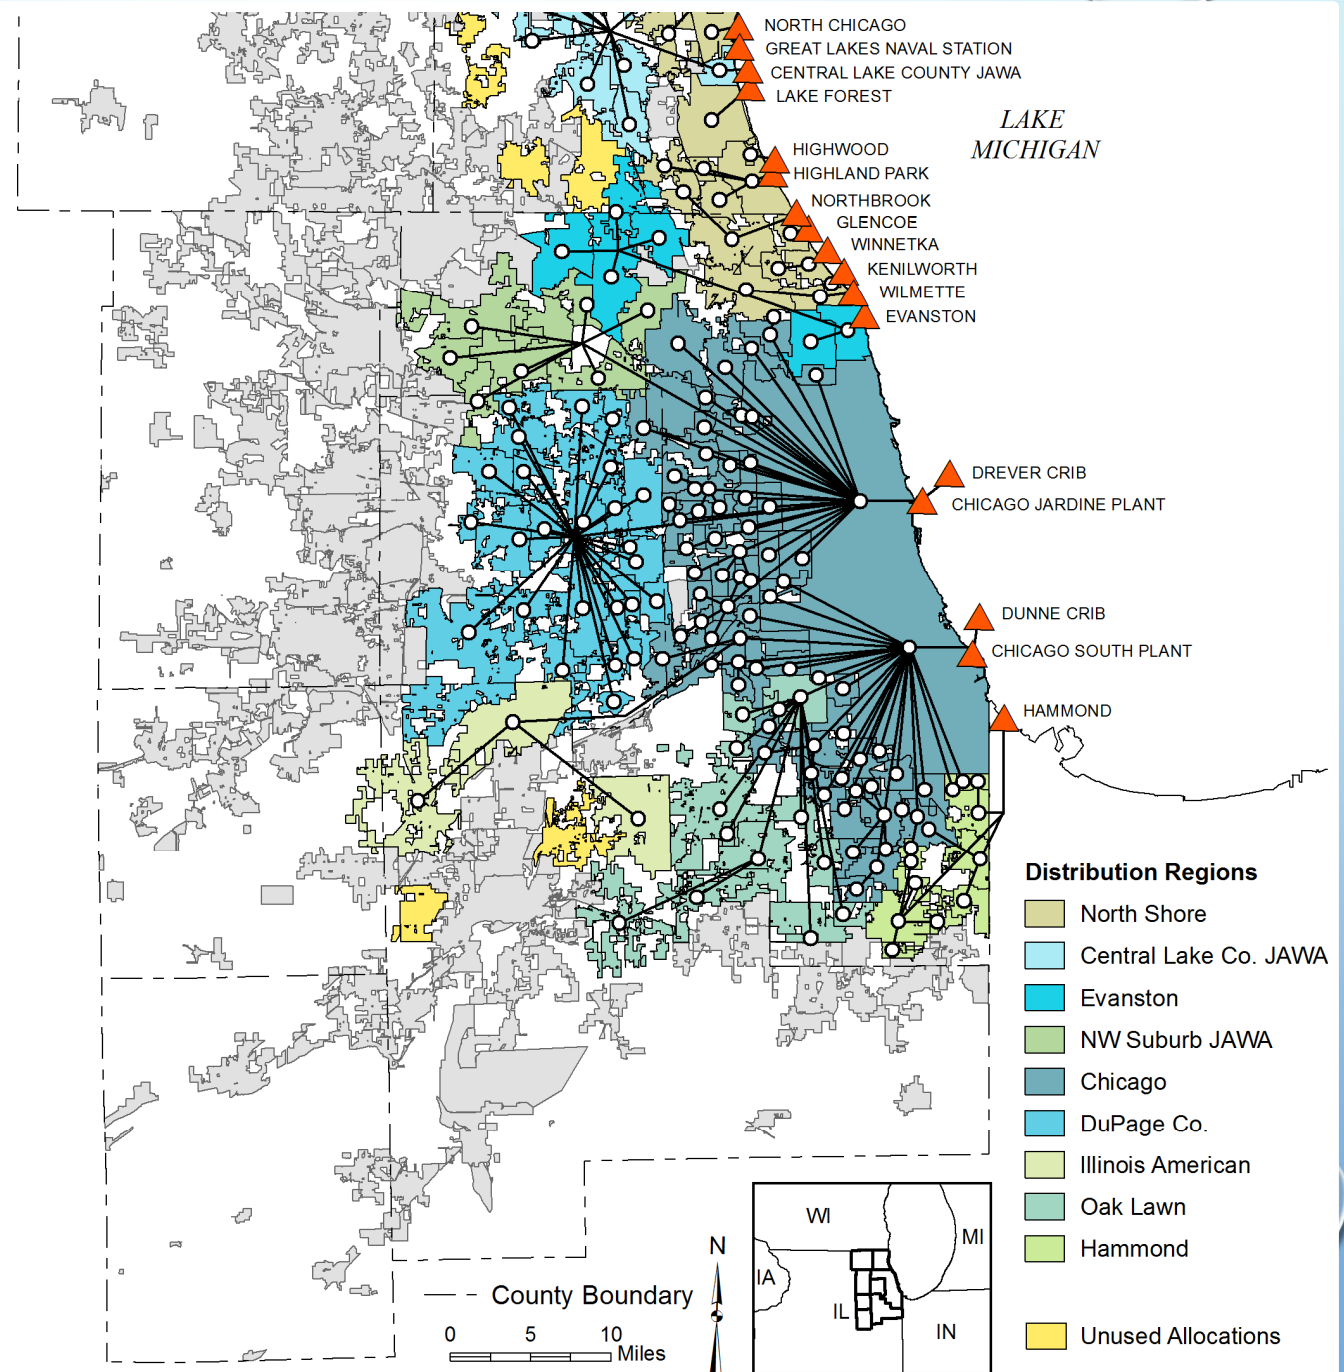 NORTH CHICAGO
GREAT LAKES NAVAL STATION
CENTRAL LAKE COUNTY JAWA
LAKE FOREST
LAKE
MICHIGAN
HIGHWOOD
HIGHLAND PARK
NORTHBROOK
GLENCOE
WINNETKA
KENILWORTH
WILMETTE
EVANSTON
DREVER CRIB
CHICAGO JARDINE PLANT
DUNNE CRIB
CHICAGO SOUTH PLANT
HAMMOND
Distribution Regions
North Shore
Central Lake Co. JAWA
Evanston
NW Suburb JAWA
Chicago
DuPage Co.
Illinois American
Oak Lawn
Hammond
Unused Allocations
County Boundary
0 5 10
Miles
N
WI
MI
IA
IL
IN